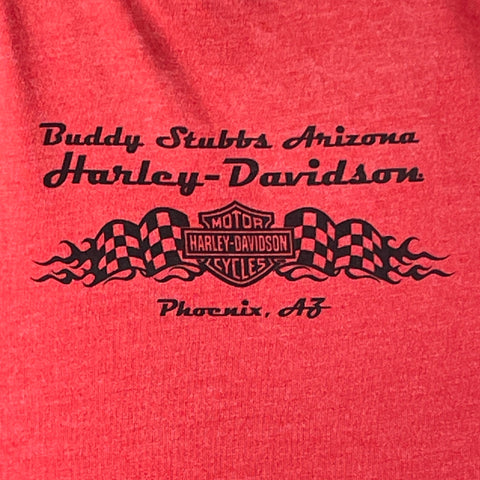 Buddy Stubbs Arizona
Harley-Davidson
MOTOR
HARLEY-DAVIDSON
CYCLES
Phoenix, AZ